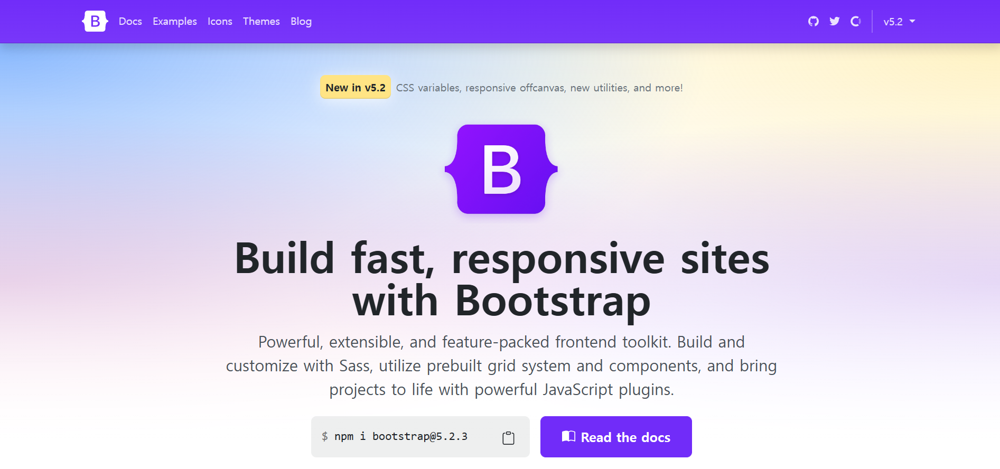 B Docs Examples Icons Themes Blog v5.2
New in v5.2 CSS variables, responsive offcanvas, new utilities, and more!
B
Build fast, responsive sites
with Bootstrap
Powerful, extensible, and feature-packed frontend toolkit. Build and
customize with Sass, utilize prebuilt grid system and components, and bring
projects to life with powerful JavaScript plugins.
$ npm i bootstrap@5.2.3 Read the docs